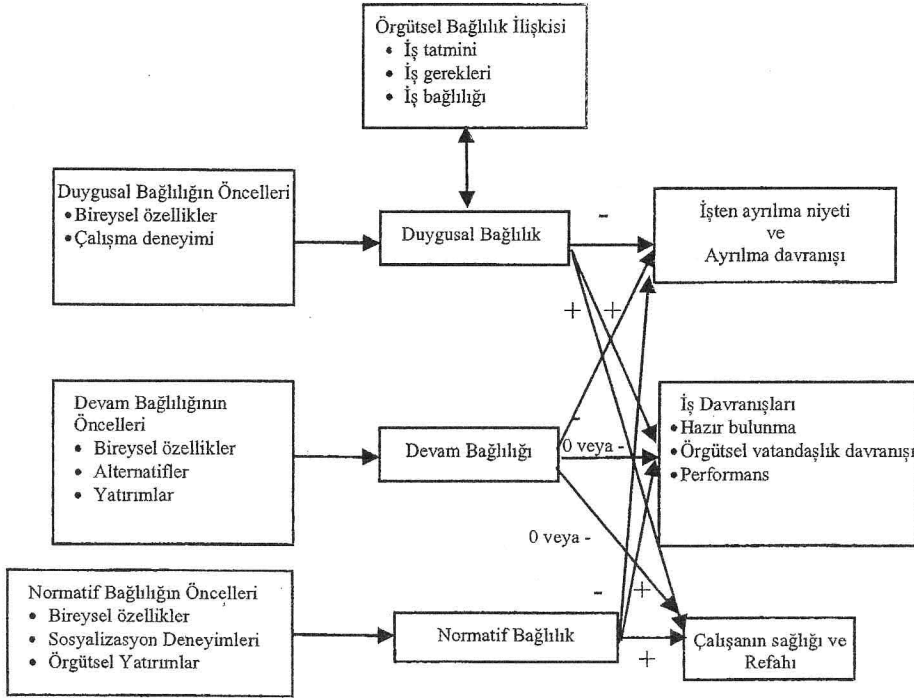 Örgütsel Bağlılık İlişkisi
• İş tatmini
• İş gerekleri
• İş bağlılığı
Duygusal Bağlılığın Öncelleri
• Bireysel özellikler
• Çalışma deneyimi
Duygusal Bağlılık
-
İşten ayrılma niyeti
ve
Ayrılma davranışı
+ +
Devam Bağlılığının
Öncelleri
• Bireysel özellikler
• Alternatifler
• Yatırımlar
Devam Bağlılığı
-
0 veya -
İş Davranışları
• Hazır bulunma
• Örgütsel vatandaşlık davranışı
• Performans
0 veya -
Normatif Bağlılığın Öncelleri
• Bireysel özellikler
• Sosyalizasyon Deneyimleri
• Örgütsel Yatırımlar
Normatif Bağlılık
- +
+
Çalışanın sağlığı ve
Refahı